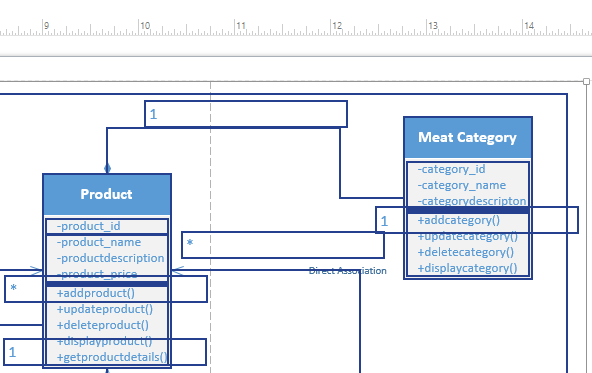 9 10 11 12 13 14
1
Meat Category
-category_id
-category_name
-categorydescripton
1
+addcategory()
+updatecategory()
+deletecategory()
+displaycategory()
Product
-product_id
-product_name
-productdescription
-product_price
*
Direct Association
*
+addproduct()
+updateproduct()
+deleteproduct()
+displayproduct()
1
+getproductdetails()